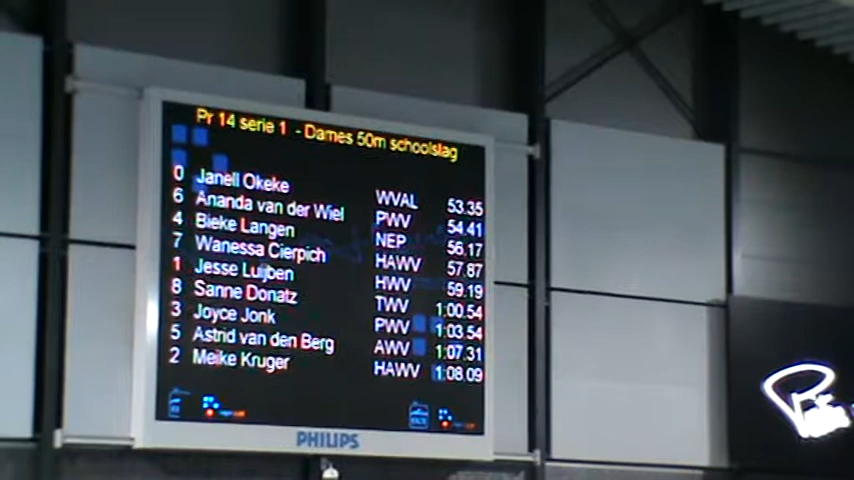 Pr 14 serie 1 - Dames 50m schoolslag
0 Janell Okeke WVAL 53.35
6 Ananda van der Wiel PWV 54.41
4 Bieke Langen NEP 56.17
7 Wanessa Cierpich HAWV 57.87
1 Jesse Luijben HWV 59.19
8 Sanne Donatz TWV 1:00.54
3 Joyce Jonk PWV 1:03.54
5 Astrid van den Berg AWV 1:07.31
2 Meike Kruger HAWV 1:08.09
PHILIPS